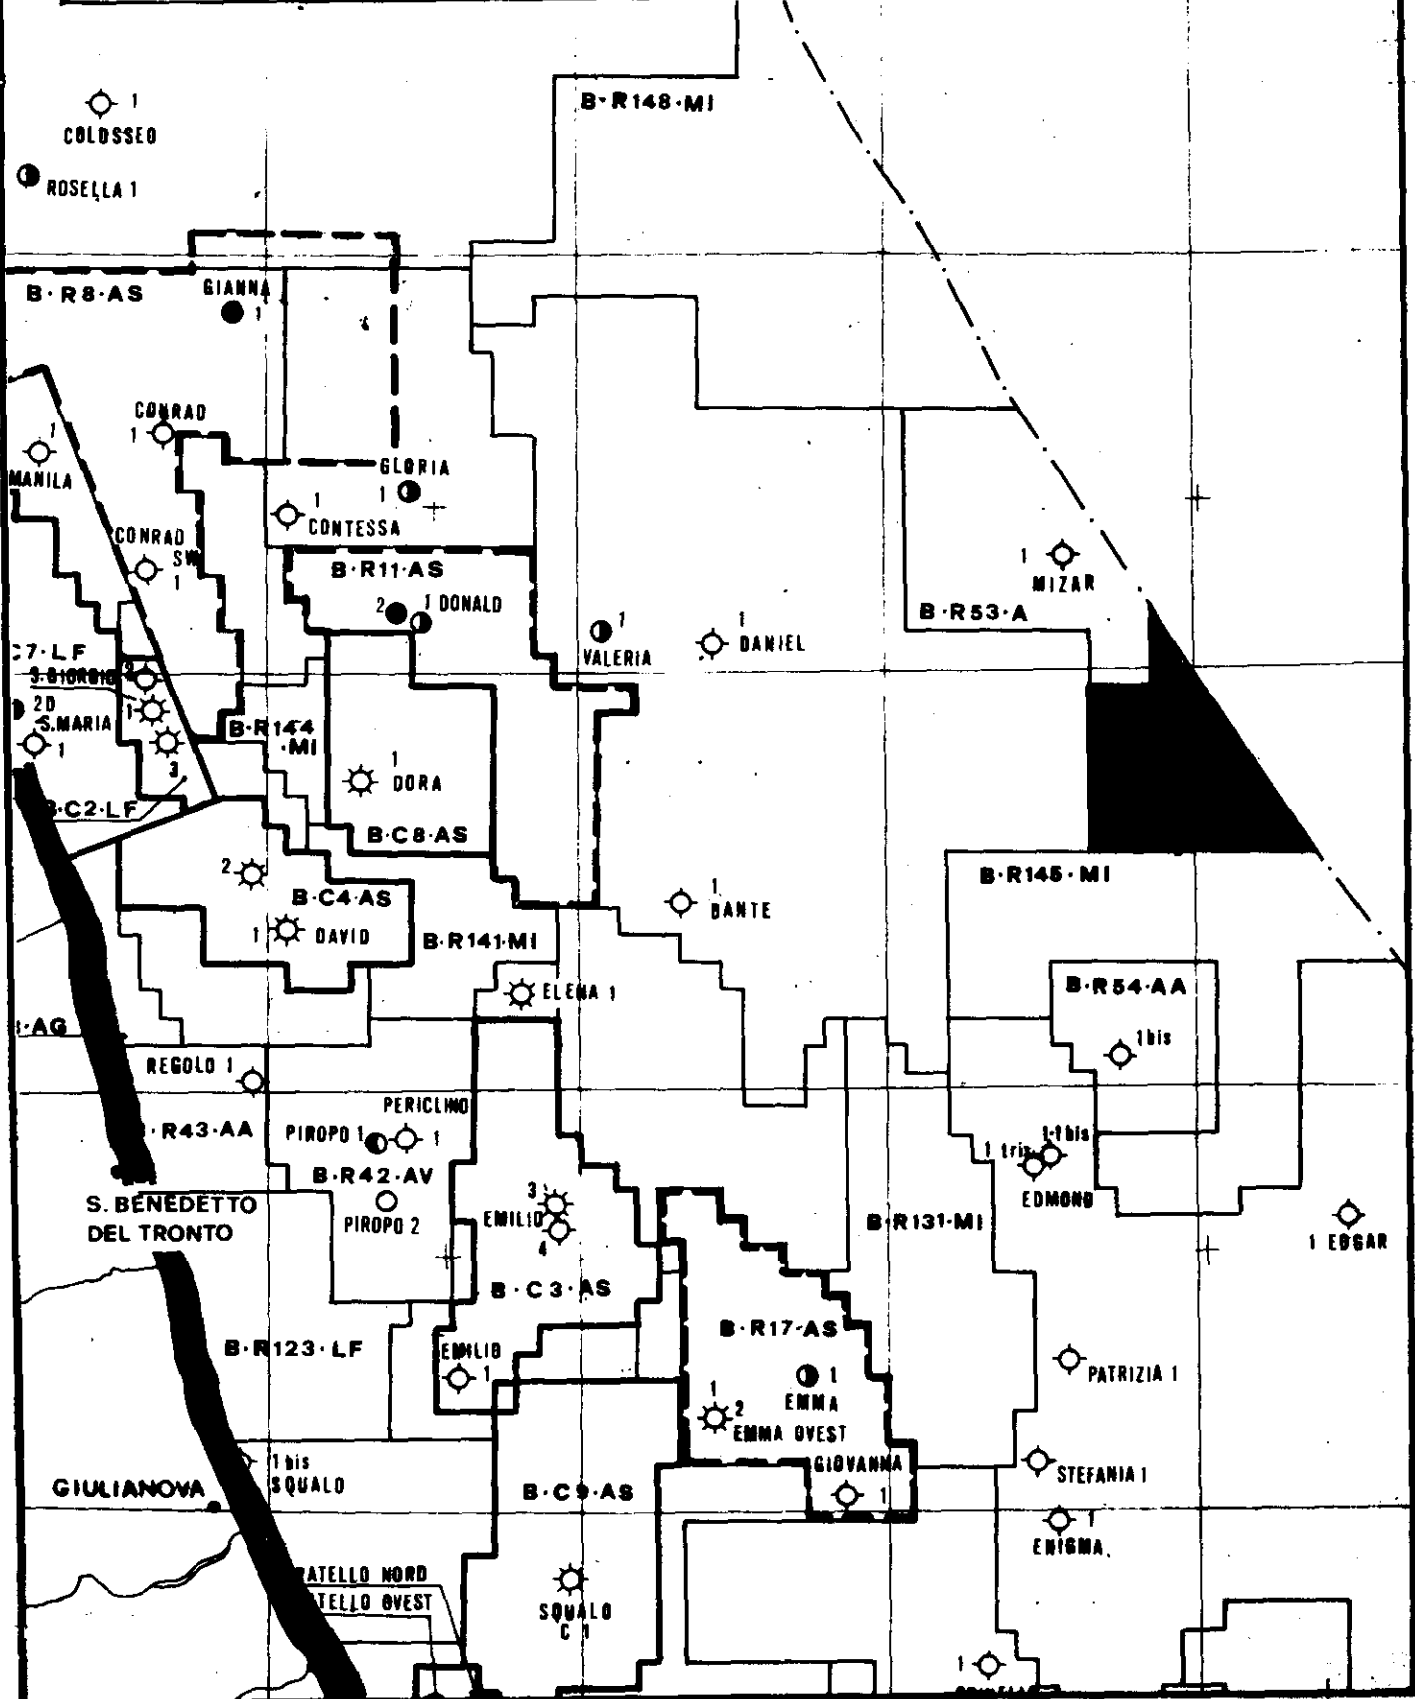 B·R148·MI
1
COLOSSEO
ROSELLA 1
B·R8·AS
GIANNA
1
CONRAD
1
1
MANILA
GLORIA
1
1
CONTESSA
CONRAD
SW
1
B·R11·AS
2
1 DONALD
1
MIZAR
B·R53·A
1
VALERIA
1
DANIEL
C7·LF
S.GIORGIO
2
1
2D
S.MARIA
1
3
B·R144
·MI
1
DORA
B·C2·LF
B·C8·AS
2
B·C4·AS
1
DAVID
B·R141·MI
1
DANTE
B·R145·MI
B·R54·AA
ELENA 1
·AG
1bis
REGOLO 1
PERICLINO
PIROPO 1
1
·R43·AA
B·R42·AV
PIROPO 2
1·1bis
1 tris
EDMOND
S. BENEDETTO
DEL TRONTO
3
EMILIO
4
B·R131·MI
1 EDGAR
B·C3·AS
B·R17·AS
B·R123·LF
EMILIO
1
1
EMMA
PATRIZIA 1
1
2
EMMA OVEST
GIOVANNA
1
1bis
SQUALO
STEFANIA 1
GIULIANOVA
B·C9·AS
1
ENIGMA
RATELLO NORD
TELLO OVEST
SQUALO
C 1
1